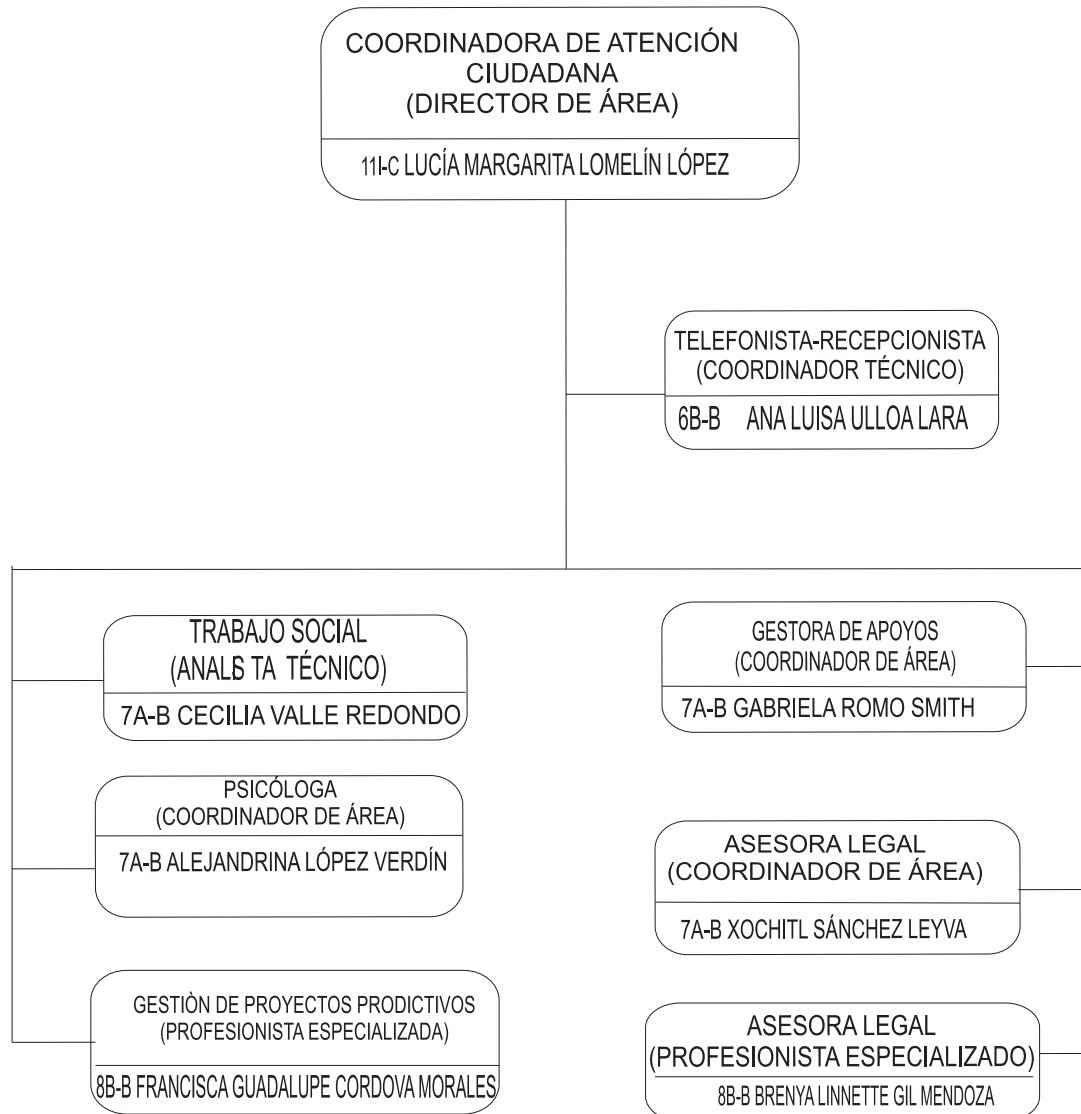 COORDINADORA DE ATENCIÓN
CIUDADANA
(DIRECTOR DE ÁREA)
11I-C LUCÍA MARGARITA LOMELÍN LÓPEZ
TELEFONISTA-RECEPCIONISTA
(COORDINADOR TÉCNICO)
6B-B ANA LUISA ULLOA LARA
TRABAJO SOCIAL
(ANALB TA TÉCNICO)
7A-B CECILIA VALLE REDONDO
GESTORA DE APOYOS
(COORDINADOR DE ÁREA)
7A-B GABRIELA ROMO SMITH
PSICÓLOGA
(COORDINADOR DE ÁREA)
7A-B ALEJANDRINA LÓPEZ VERDÍN
ASESORA LEGAL
(COORDINADOR DE ÁREA)
7A-B XOCHITL SÁNCHEZ LEYVA
GESTIÒN DE PROYECTOS PRODICTIVOS
(PROFESIONISTA ESPECIALIZADA)
8B-B FRANCISCA GUADALUPE CORDOVA MORALES
ASESORA LEGAL
(PROFESIONISTA ESPECIALIZADO)
8B-B BRENYA LINNETTE GIL MENDOZA